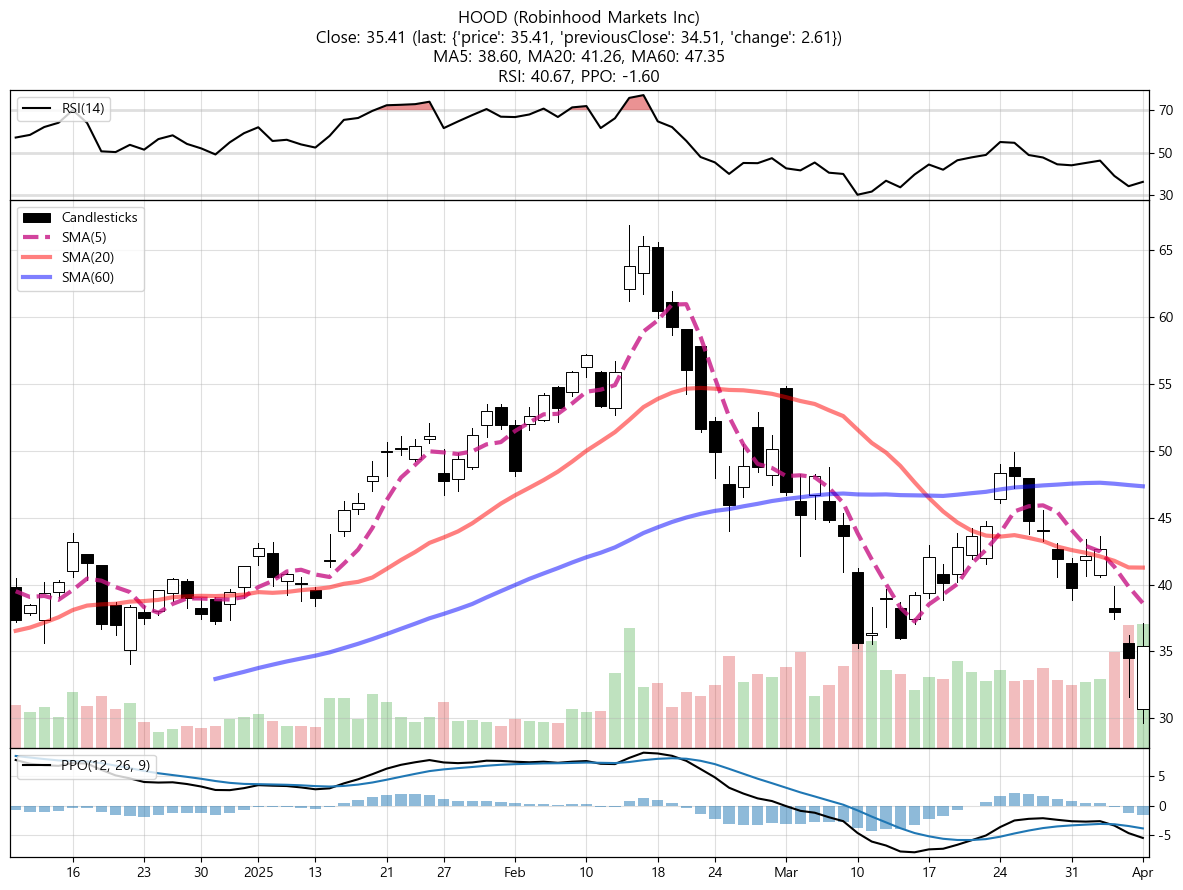 HOOD (Robinhood Markets Inc)
Close: 35.41 (last: {'price': 35.41, 'previousClose': 34.51, 'change': 2.61})
MA5: 38.60, MA20: 41.26, MA60: 47.35
RSI: 40.67, PPO: -1.60
RSI(14)
70
50
30
Candlesticks
SMA(5)
SMA(20)
SMA(60)
65
60
55
50
45
40
35
30
PPO(12, 26, 9)
5
0
-5
16 23 30 2025 13 21 27 Feb 10 18 24 Mar 10 17 24 31 Apr